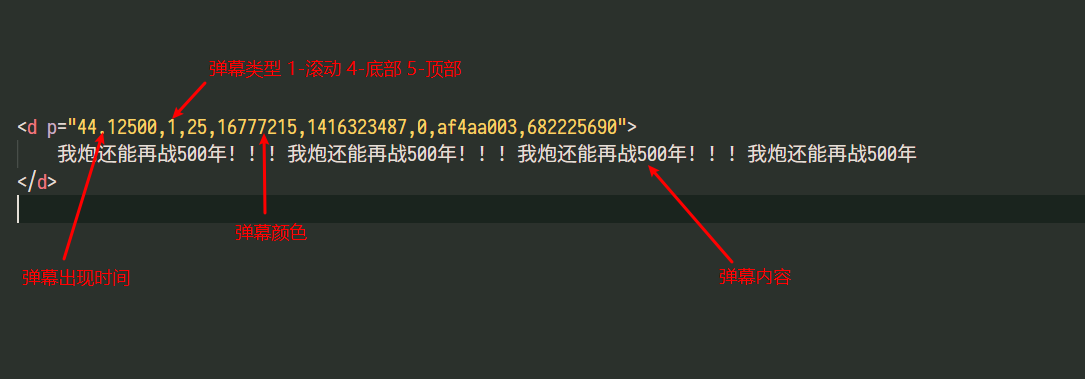 弹幕类型 1-滚动 4-底部 5-顶部
<d p="44.12500,1,25,16777215,1416323487,0,af4aa003,682225690">
我炮还能再战500年！！！我炮还能再战500年！！！我炮还能再战500年！！！我炮还能再战500年
</d>
弹幕颜色
弹幕出现时间
弹幕内容